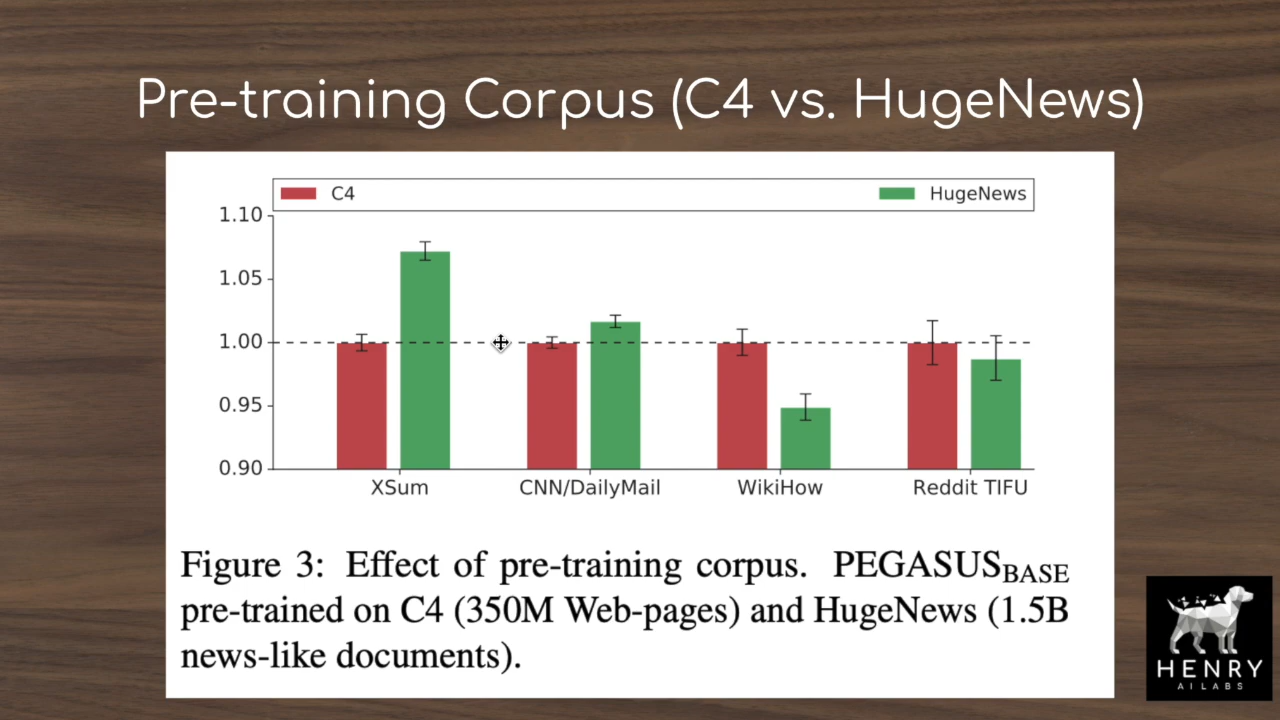 Pre-training Corpus (C4 vs. HugeNews)
C4 HugeNews
1.10
1.05
1.00
0.95
0.90
XSum CNN/DailyMail WikiHow Reddit TIFU
Figure 3: Effect of pre-training corpus. PEGASUSBASE
pre-trained on C4 (350M Web-pages) and HugeNews (1.5B
news-like documents).
HENRY
AI LABS